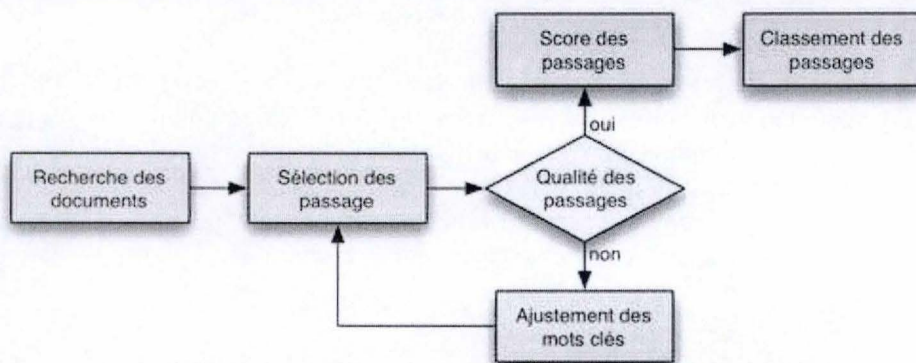 Score des
passages
Classement des
passages
oui
Recherche des
documents
Sélection des
passage
Qualité des
passages
non
Ajustement des
mots clés